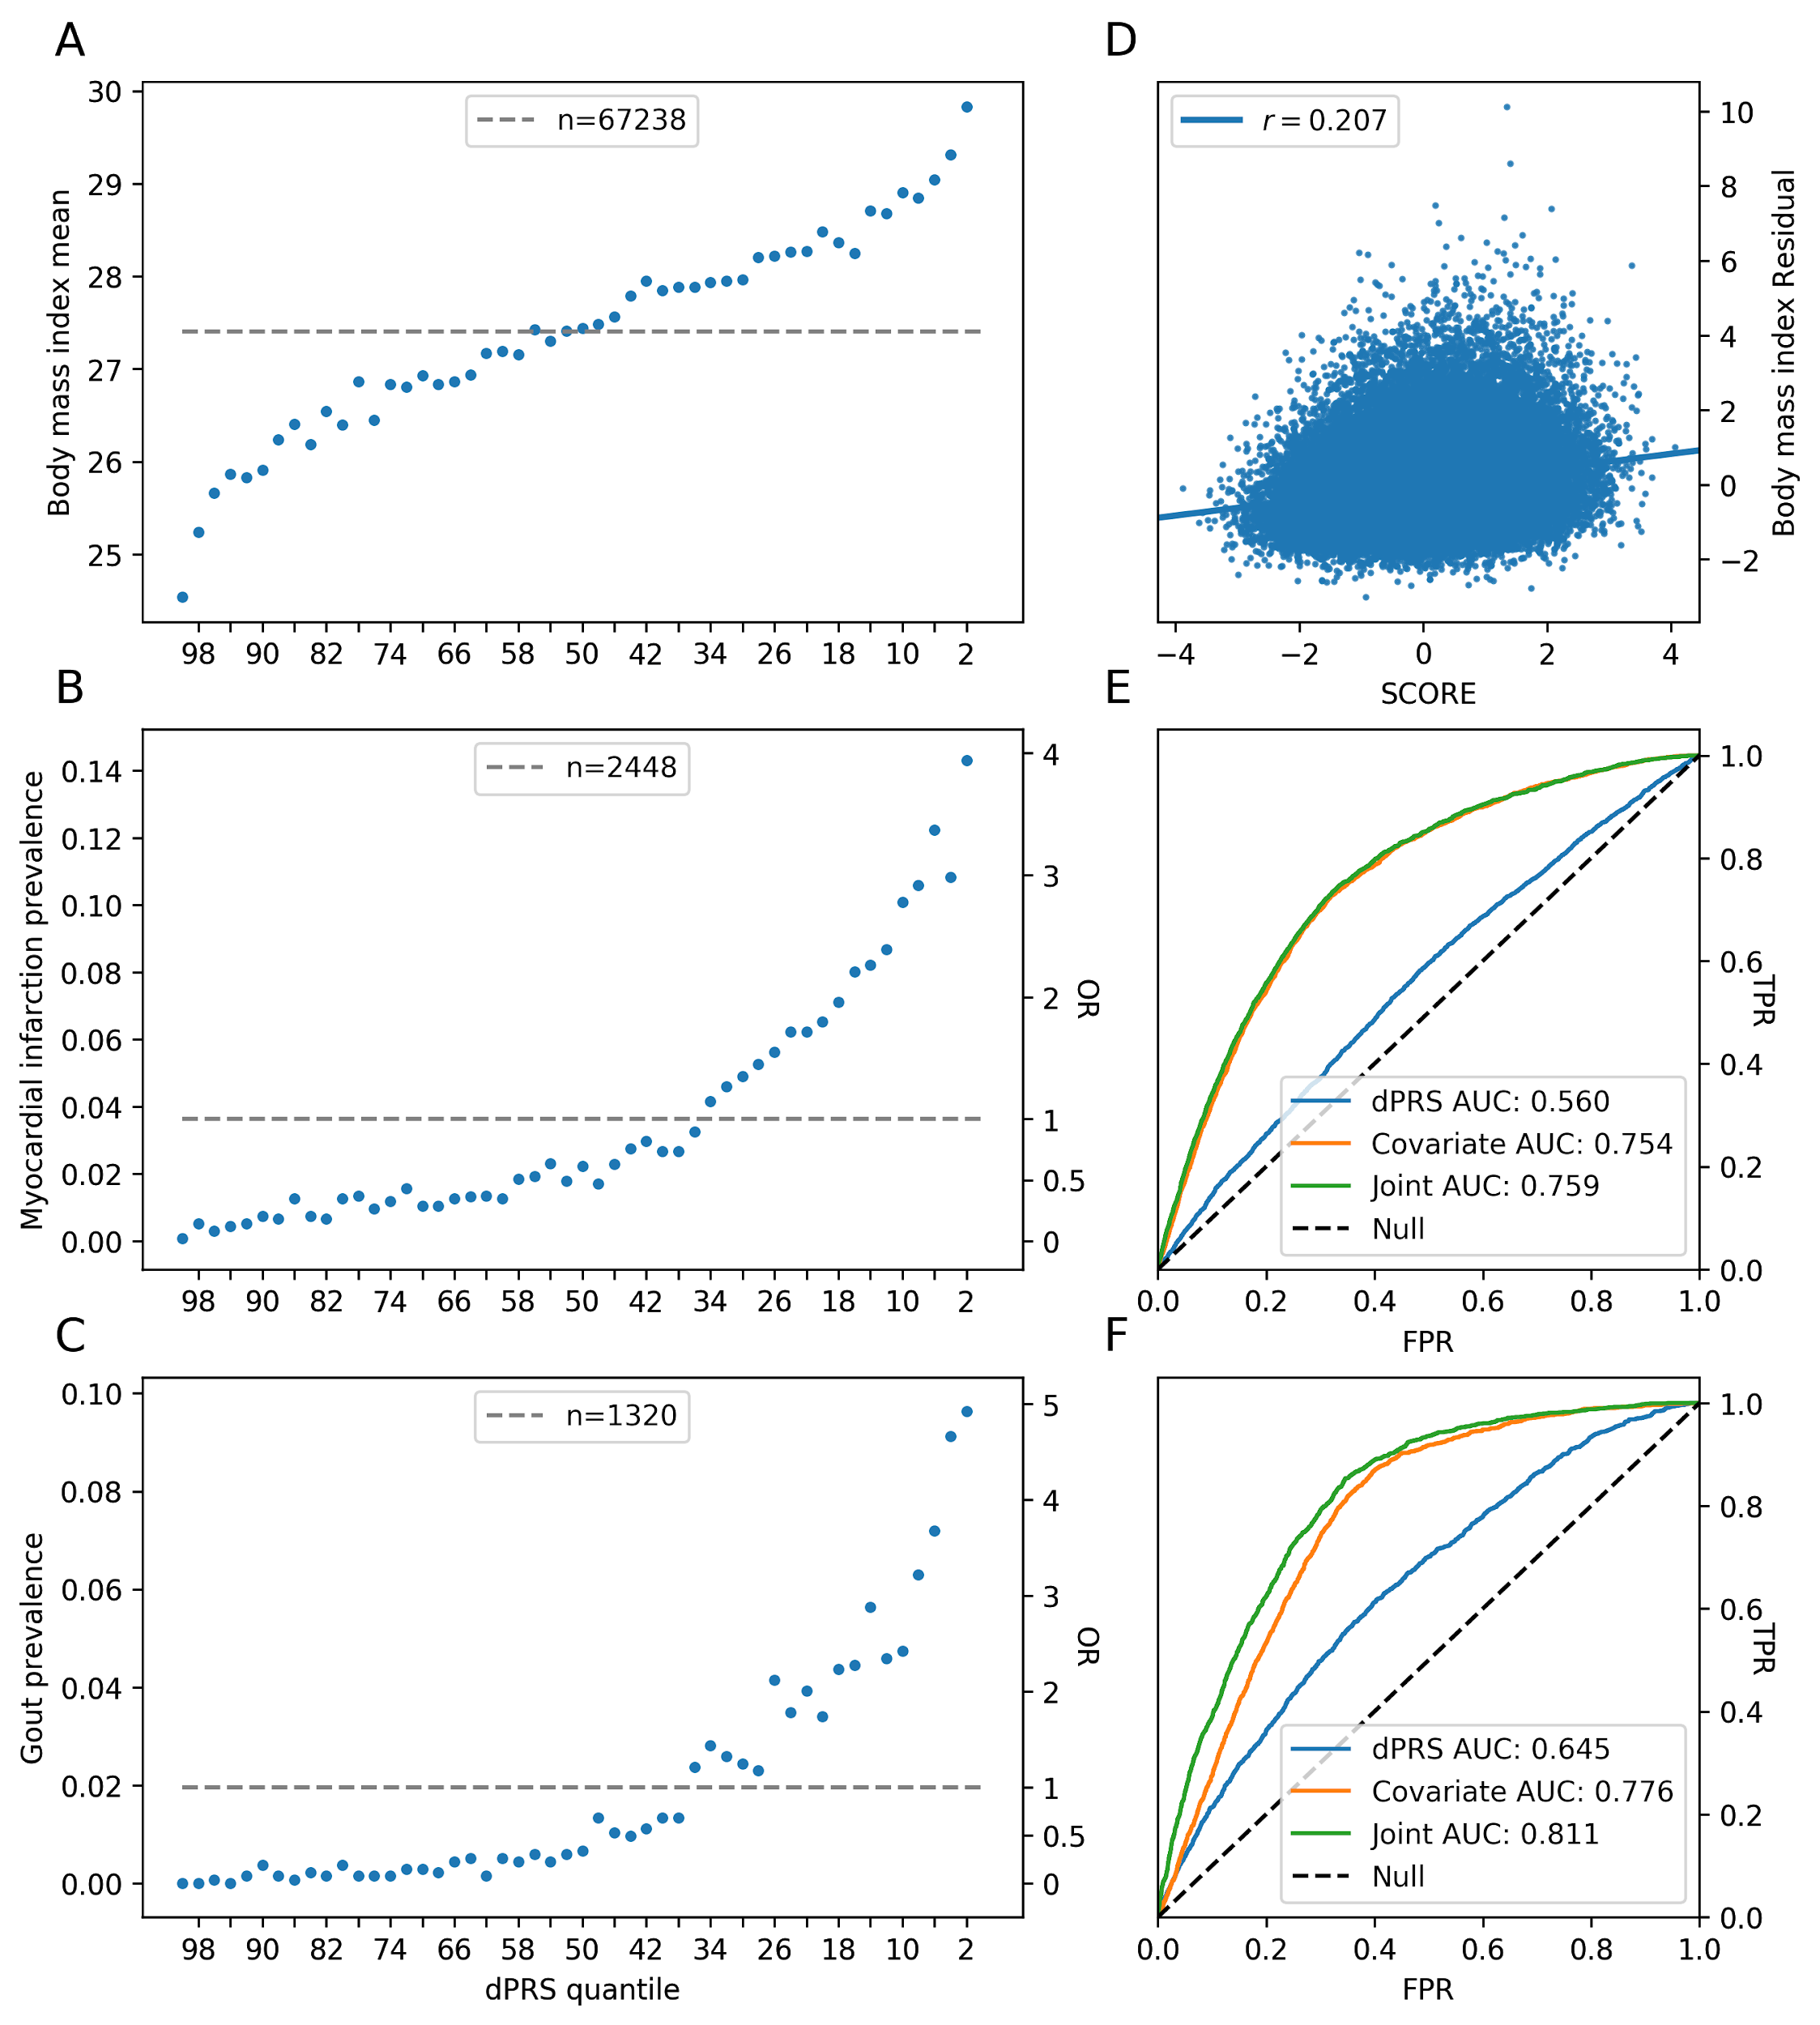 A
30
29
28
27
26
25
Body mass index mean
n=67238
98 90 82 74 66 58 50 42 34 26 18 10 2
D
r = 0.207
10
8
6
4
2
0
−2
Body mass index Residual
−4 −2 0 2 4
SCORE
B
0.14
0.12
0.10
0.08
0.06
0.04
0.02
0.00
Myocardial infarction prevalence
n=2448
4
3
2
1
0.5
0
OR
98 90 82 74 66 58 50 42 34 26 18 10 2
E
1.0
0.8
0.6
0.4
0.2
0.0
TPR
dPRS AUC: 0.560
Covariate AUC: 0.754
Joint AUC: 0.759
Null
0.0 0.2 0.4 0.6 0.8 1.0
FPR
C
0.10
0.08
0.06
0.04
0.02
0.00
Gout prevalence
n=1320
5
4
3
2
1
0.5
0
OR
98 90 82 74 66 58 50 42 34 26 18 10 2
dPRS quantile
F
1.0
0.8
0.6
0.4
0.2
0.0
TPR
dPRS AUC: 0.645
Covariate AUC: 0.776
Joint AUC: 0.811
Null
0.0 0.2 0.4 0.6 0.8 1.0
FPR